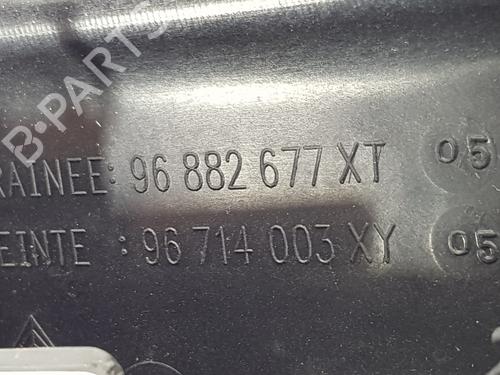 B-PARTS
RAINEE: 96 882 677 XT 05
EINTE : 96 714 003 XY 05